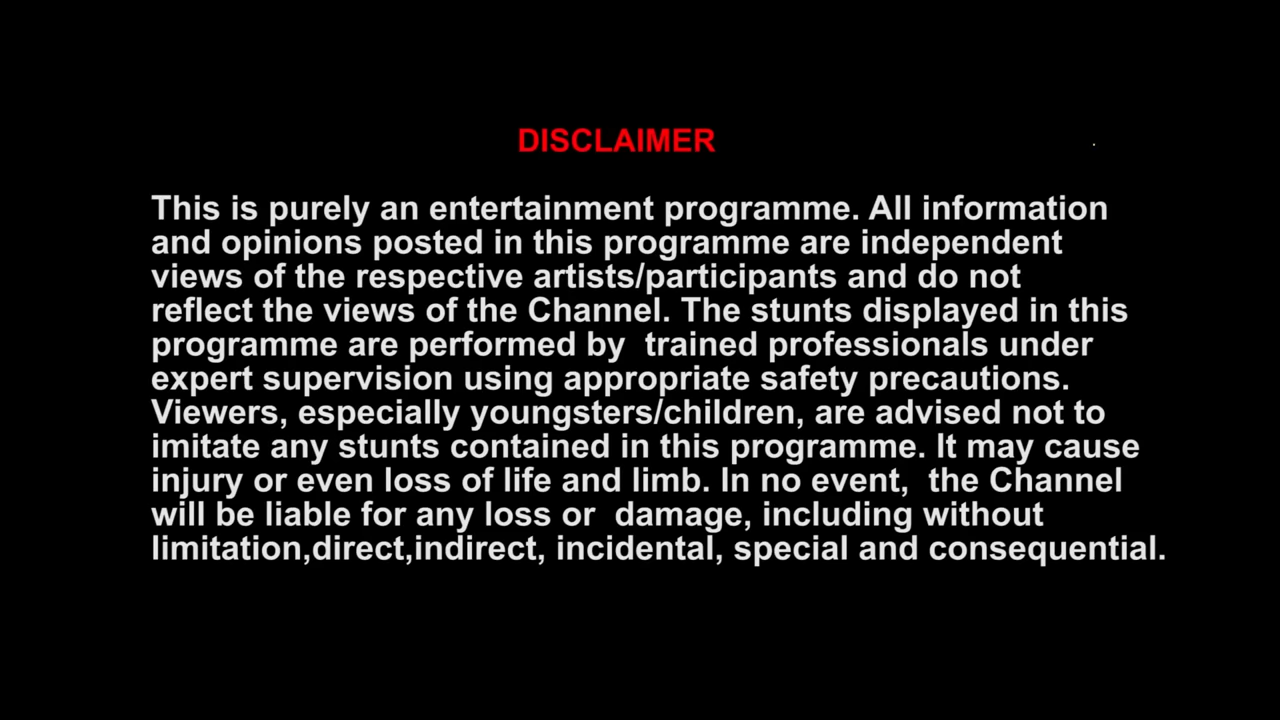 DISCLAIMER
This is purely an entertainment programme. All information
and opinions posted in this programme are independent
views of the respective artists/participants and do not
reflect the views of the Channel. The stunts displayed in this
programme are performed by  trained professionals under
expert supervision using appropriate safety precautions.
Viewers, especially youngsters/children, are advised not to
imitate any stunts contained in this programme. It may cause
injury or even loss of life and limb. In no event,  the Channel
will be liable for any loss or  damage, including without
limitation,direct,indirect, incidental, special and consequential.